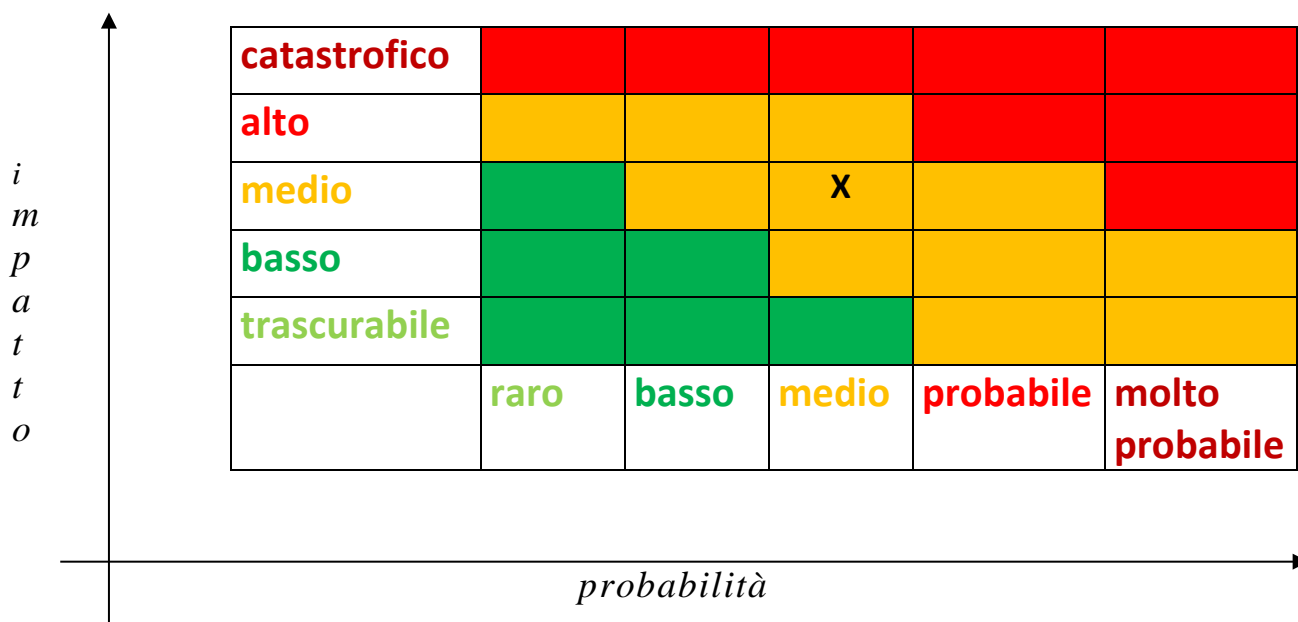 catastrofico
alto
i
m
p
a
t
t
o
medio X
basso
trascurabile
raro basso medio probabile molto
probabile
probabilità